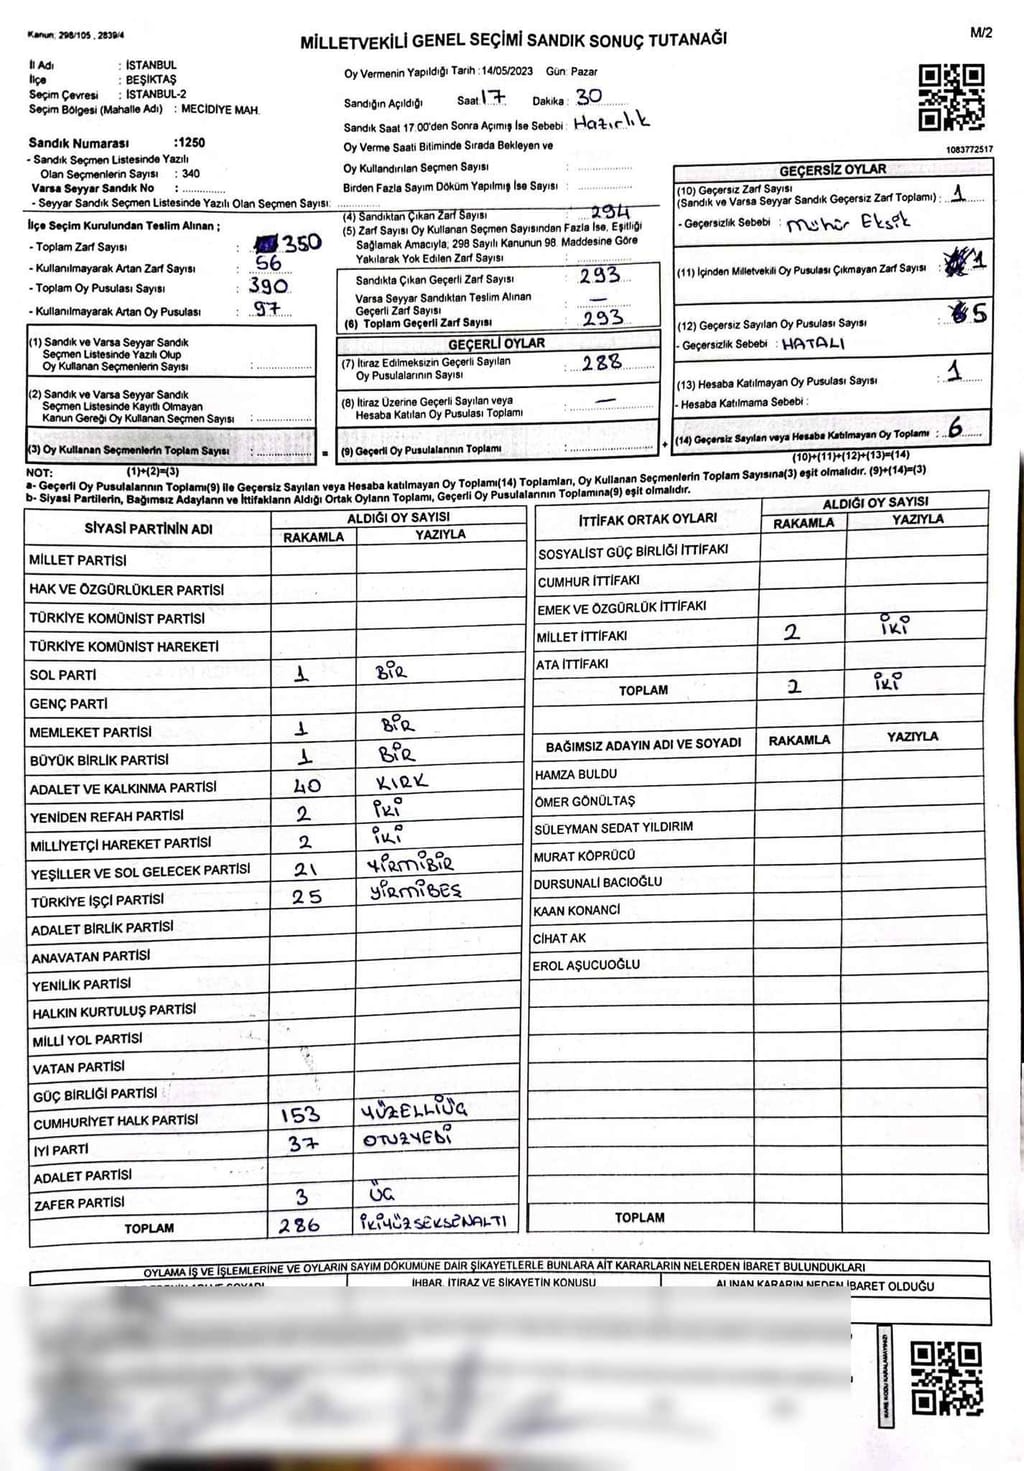 Kanun: 298/105 , 2839/4
MİLLETVEKİLİ GENEL SEÇİMİ SANDIK SONUÇ TUTANAĞI
M/2
İl Adı : İSTANBUL
İlçe : BEŞİKTAŞ
Seçim Çevresi : İSTANBUL-2
Seçim Bölgesi (Mahalle Adı) : MECİDİYE MAH.
Oy Vermenin Yapıldığı Tarih :14/05/2023 Gün: Pazar
Sandığın Açıldığı Saat: 17 Dakika : 30
Sandık Saat 17:00'den Sonra Açımış İse Sebebi : Hazırlık
Oy Verme Saati Bitiminde Sırada Bekleyen ve
Oy Kullandırılan Seçmen Sayısı :
Birden Fazla Sayım Döküm Yapılmış İse Sayısı :
1083772517
Sandık Numarası :1250
- Sandık Seçmen Listesinde Yazılı
Olan Seçmenlerin Sayısı : 340
Varsa Seyyar Sandık No :
- Seyyar Sandık Seçmen Listesinde Yazılı Olan Seçmen Sayısı:
İlçe Seçim Kurulundan Teslim Alınan ;
- Toplam Zarf Sayısı : 350
- Kullanılmayarak Artan Zarf Sayısı : 56
- Toplam Oy Pusulası Sayısı : 390
- Kullanılmayarak Artan Oy Pusulası : 97
(1) Sandık ve Varsa Seyyar Sandık
Seçmen Listesinde Yazılı Olup
Oy Kullanan Seçmenlerin Sayısı :
(2) Sandık ve Varsa Seyyar Sandık
Seçmen Listesinde Kayıtlı Olmayan
Kanun Gereği Oy Kullanan Seçmen Sayısı :
(3) Oy Kullanan Seçmenlerin Toplam Sayısı :
(1)+(2)=(3)
(4) Sandıktan Çıkan Zarf Sayısı : 294
(5) Zarf Sayısı Oy Kullanan Seçmen Sayısından Fazla İse, Eşitliği
Sağlamak Amacıyla, 298 Sayılı Kanunun 98. Maddesine Göre
Yakılarak Yok Edilen Zarf Sayısı :
Sandıkta Çıkan Geçerli Zarf Sayısı : 293
Varsa Seyyar Sandıktan Teslim Alınan
Geçerli Zarf Sayısı : —
(6) Toplam Geçerli Zarf Sayısı : 293
GEÇERLİ OYLAR
(7) İtiraz Edilmeksizin Geçerli Sayılan
Oy Pusulalarının Sayısı : 288
(8) İtiraz Üzerine Geçerli Sayılan veya
Hesaba Katılan Oy Pusulası Toplamı : —
= (9) Geçerli Oy Pusulalarının Toplamı :
GEÇERSİZ OYLAR
(10) Geçersiz Zarf Sayısı
(Sandık ve Varsa Seyyar Sandık Geçersiz Zarf Toplamı) : 1
- Geçersizlik Sebebi : Mühür Eksik
(11) İçinden Milletvekili Oy Pusulası Çıkmayan Zarf Sayısı : 1
(12) Geçersiz Sayılan Oy Pusulası Sayısı : 5
- Geçersizlik Sebebi : HATALI
(13) Hesaba Katılmayan Oy Pusulası Sayısı : 1
- Hesaba Katılmama Sebebi :
+ (14) Geçersiz Sayılan veya Hesaba Katılmayan Oy Toplamı : 6
(10)+(11)+(12)+(13)=(14)
NOT:
a- Geçerli Oy Pusulalarının Toplamı(9) ile Geçersiz Sayılan veya Hesaba katılmayan Oy Toplamı(14) Toplamları, Oy Kullanan Seçmenlerin Toplam Sayısına(3) eşit olmalıdır. (9)+(14)=(3)
b- Siyasi Partilerin, Bağımsız Adayların ve İttifakların Aldığı Ortak Oyların Toplamı, Geçerli Oy Pusulalarının Toplamına(9) eşit olmalıdır.
SİYASİ PARTİNİN ADI ALDIĞI OY SAYISI
RAKAMLA YAZIYLA
MİLLET PARTİSİ
HAK VE ÖZGÜRLÜKLER PARTİSİ
TÜRKİYE KOMÜNİST PARTİSİ
TÜRKİYE KOMÜNİST HAREKETİ
SOL PARTİ 1 BİR
GENÇ PARTİ
MEMLEKET PARTİSİ 1 BİR
BÜYÜK BİRLİK PARTİSİ 1 BİR
ADALET VE KALKINMA PARTİSİ 40 KIRK
YENİDEN REFAH PARTİSİ 2 İKİ
MİLLİYETÇİ HAREKET PARTİSİ 2 İKİ
YEŞİLLER VE SOL GELECEK PARTİSİ 21 YİRMİBİR
TÜRKİYE İŞÇİ PARTİSİ 25 YİRMİBEŞ
ADALET BİRLİK PARTİSİ
ANAVATAN PARTİSİ
YENİLİK PARTİSİ
HALKIN KURTULUŞ PARTİSİ
MİLLİ YOL PARTİSİ
VATAN PARTİSİ
GÜÇ BİRLİĞİ PARTİSİ
CUMHURİYET HALK PARTİSİ 153 YÜZELLİÜÇ
İYİ PARTİ 37 OTUZYEDİ
ADALET PARTİSİ
ZAFER PARTİSİ 3 ÜÇ
TOPLAM 286 İKİYÜZSEKSENALTI
İTTİFAK ORTAK OYLARI ALDIĞI OY SAYISI
RAKAMLA YAZIYLA
SOSYALİST GÜÇ BİRLİĞİ İTTİFAKI
CUMHUR İTTİFAKI
EMEK VE ÖZGÜRLÜK İTTİFAKI
MİLLET İTTİFAKI 2 İKİ
ATA İTTİFAKI
TOPLAM 2 İKİ
BAĞIMSIZ ADAYIN ADI VE SOYADI RAKAMLA YAZIYLA
HAMZA BULDU
ÖMER GÖNÜLTAŞ
SÜLEYMAN SEDAT YILDIRIM
MURAT KÖPRÜCÜ
DURSUNALİ BACIOĞLU
KAAN KONANCİ
CİHAT AK
EROL AŞUCUOĞLU
TOPLAM
OYLAMA İŞ VE İŞLEMLERİNE VE OYLARIN SAYIM DÖKÜMÜNE DAİR ŞİKAYETLERLE BUNLARA AİT KARARLARIN NELERDEN İBARET BULUNDUKLARI
İHBAR, İTİRAZ VE ŞİKAYETİN KONUSU ALINAN KARARIN NEDEN İBARET OLDUĞU
KARE KODU KARALAMAYINIZ!